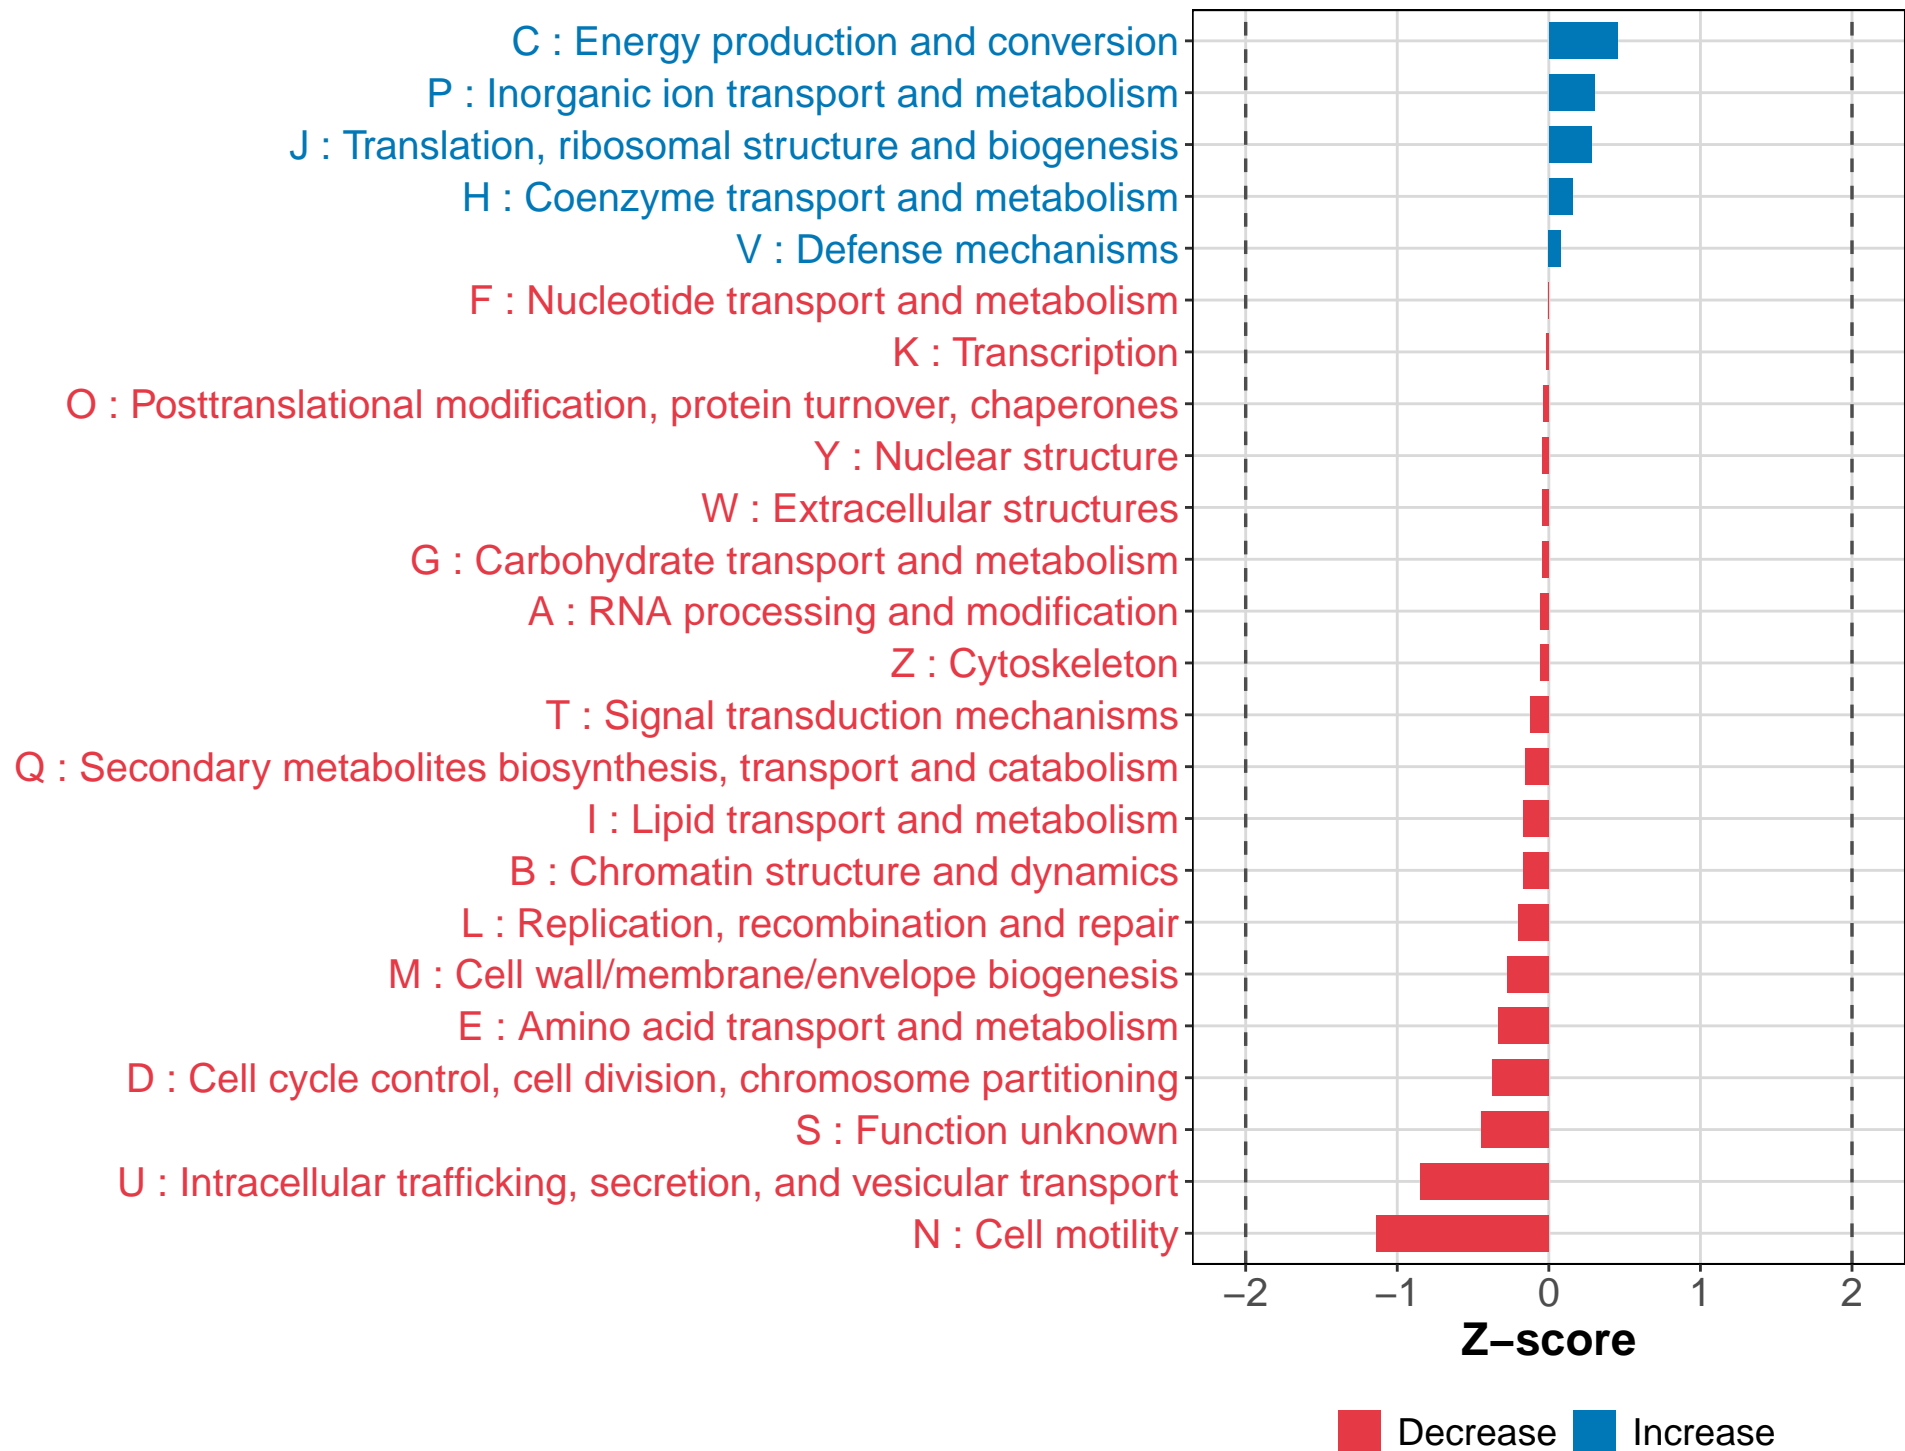 C : Energy production and conversion
P : Inorganic ion transport and metabolism
J : Translation, ribosomal structure and biogenesis
H : Coenzyme transport and metabolism
V : Defense mechanisms
F : Nucleotide transport and metabolism
K : Transcription
O : Posttranslational modification, protein turnover, chaperones
Y : Nuclear structure
W : Extracellular structures
G : Carbohydrate transport and metabolism
A : RNA processing and modification
Z : Cytoskeleton
T : Signal transduction mechanisms
Q : Secondary metabolites biosynthesis, transport and catabolism
I : Lipid transport and metabolism
B : Chromatin structure and dynamics
L : Replication, recombination and repair
M : Cell wall/membrane/envelope biogenesis
E : Amino acid transport and metabolism
D : Cell cycle control, cell division, chromosome partitioning
S : Function unknown
U : Intracellular trafficking, secretion, and vesicular transport
N : Cell motility
−2 −1 0 1 2
Z−score
Decrease Increase